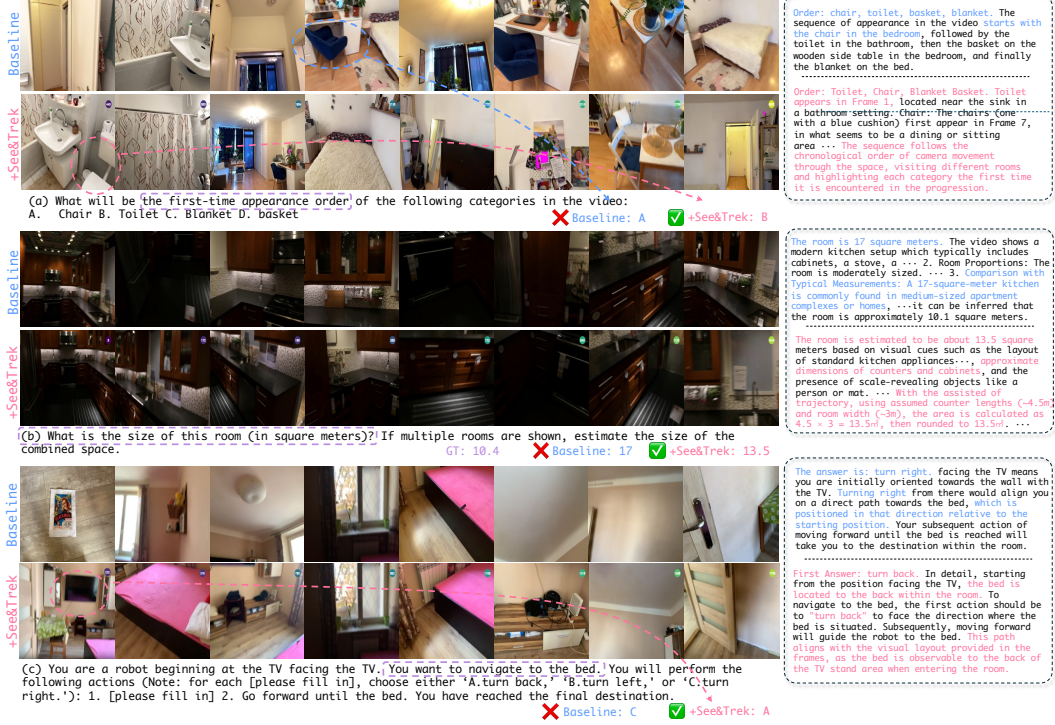 Baseline
+See&Trek
Order: chair, toilet, basket, blanket. The
sequence of appearance in the video starts with
the chair in the bedroom, followed by the
toilet in the bathroom, then the basket on the
wooden side table in the bedroom, and finally
the blanket on the bed.
Order: Toilet, Chair, Blanket Basket. Toilet
appears in Frame 1, located near the sink in
a bathroom setting. Chair: The chairs (one
with a blue cushion) first appear in Frame 7,
in what seems to be a dining or sitting
area ··· The sequence follows the
chronological order of camera movement
through the space, visiting different rooms
and highlighting each category the first time
it is encountered in the progression.
(a) What will be the first-time appearance order of the following categories in the video:
A. Chair B. Toilet C. Blanket D. basket
Baseline: A
+See&Trek: B
Baseline
+See&Trek
The room is 17 square meters. The video shows a
modern kitchen setup which typically includes
cabinets, a stove, a ··· 2. Room Proportions: The
room is moderately sized. ··· 3. Comparison with
Typical Measurements: A 17-square-meter kitchen
is commonly found in medium-sized apartment
complexes or homes, ···it can be inferred that
the room is approximately 10.1 square meters.
The room is estimated to be about 13.5 square
meters based on visual cues such as the layout
of standard kitchen appliances···, approximate
dimensions of counters and cabinets, and the
presence of scale-revealing objects like a
person or mat. ··· With the assisted of
trajectory, using assumed counter lengths (~4.5m)
and room width (~3m), the area is calculated as
4.5 × 3 = 13.5㎡, then rounded to 13.5㎡. ···
(b) What is the size of this room (in square meters)? If multiple rooms are shown, estimate the size of the
combined space.
GT: 10.4
Baseline: 17
+See&Trek: 13.5
Baseline
+See&Trek
The answer is: turn right. facing the TV means
you are initially oriented towards the wall with
the TV. Turning right from there would align you
on a direct path towards the bed, which is
positioned in that direction relative to the
starting position. Your subsequent action of
moving forward until the bed is reached will
take you to the destination within the room.
First Answer: turn back. In detail, starting
from the position facing the TV, the bed is
located to the back within the room. To
navigate to the bed, the first action should be
to "turn back" to face the direction where the
bed is situated. Subsequently, moving forward
will guide the robot to the bed. This path
aligns with the visual layout provided in the
frames, as the bed is observable to the back of
the TV stand area when entering the room.
(c) You are a robot beginning at the TV facing the TV. You want to navigate to the bed. You will perform the
following actions (Note: for each [please fill in], choose either ‘A.turn back,’ ‘B.turn left,’ or ‘C.turn
right.’): 1. [please fill in] 2. Go forward until the bed. You have reached the final destination.
Baseline: C
+See&Trek: A